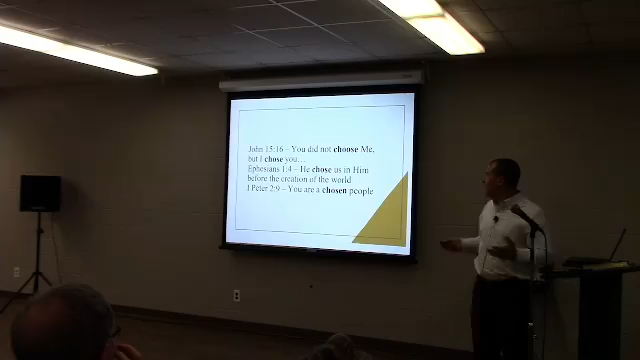 John 15:16 – You did not choose Me,
but I chose you…
Ephesians 1:4 – He chose us in Him
before the creation of the world
I Peter 2:9 – You are a chosen people